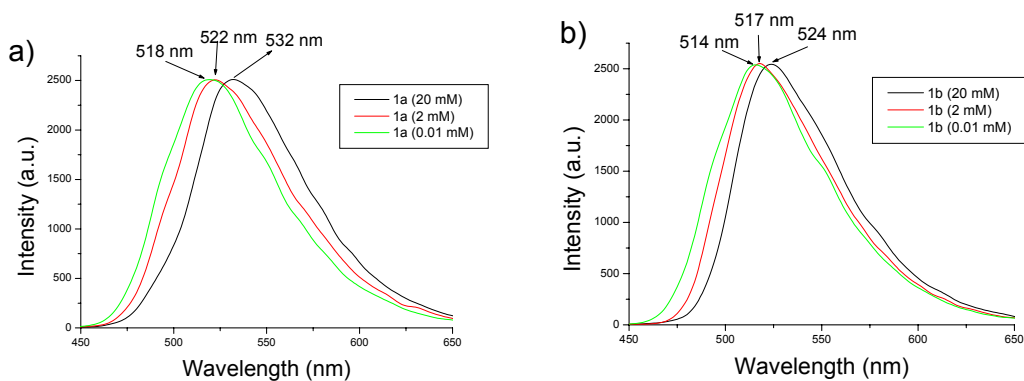 a)
518 nm
522 nm
532 nm
1a (20 mM)
1a (2 mM)
1a (0.01 mM)
Intensity (a.u.)
2500
2000
1500
1000
500
0
450
500
550
600
650
Wavelength (nm)
b)
514 nm
517 nm
524 nm
1b (20 mM)
1b (2 mM)
1b (0.01 mM)
Intensity (a.u.)
2500
2000
1500
1000
500
0
450
500
550
600
650
Wavelength (nm)